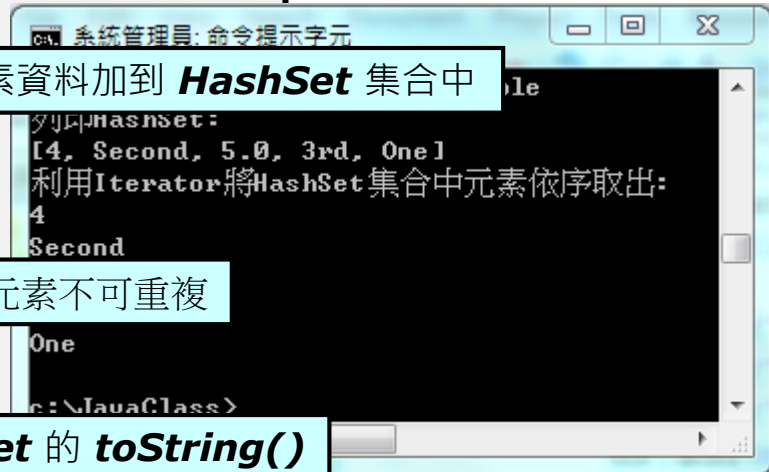 系統管理員: 命令提示字元
素資料加到 HashSet 集合中
ple
列印HashSet:
[4, Second, 5.0, 3rd, One]
利用Iterator將HashSet集合中元素依序取出:
4
Second
元素不可重複
One
c:\JavaClass>
et 的 toString()